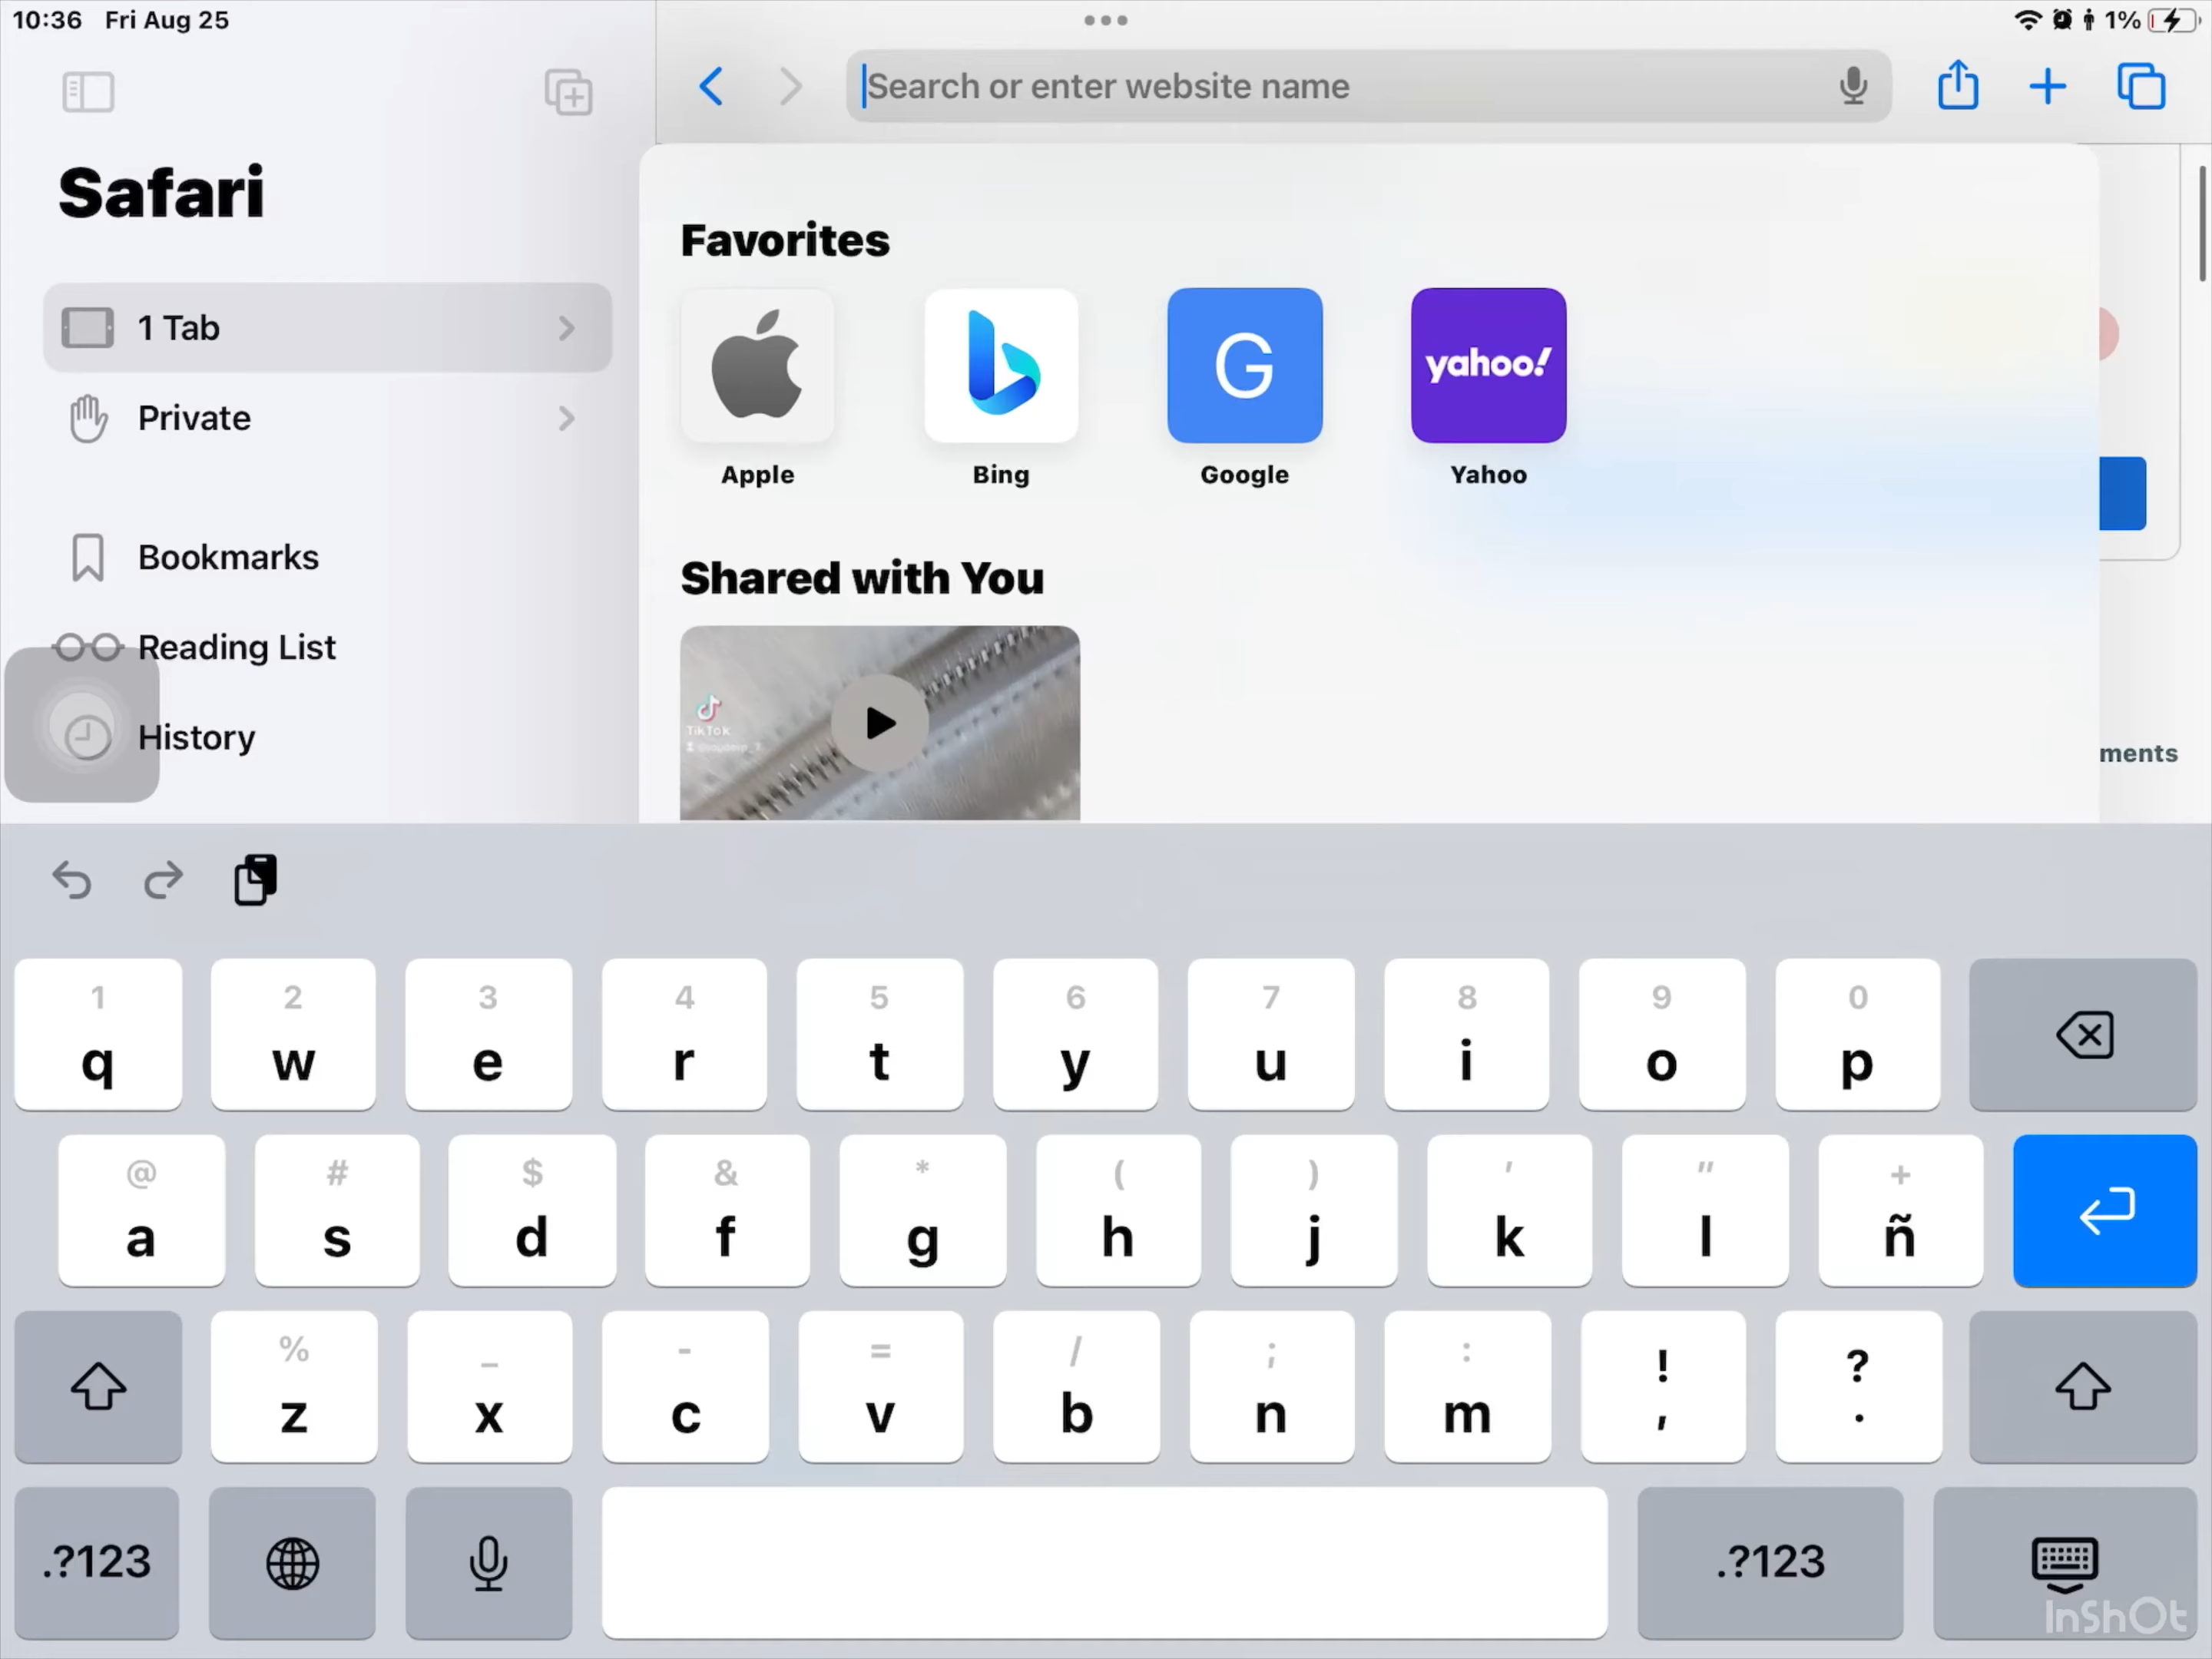 10:36 Fri Aug 25
1%
Search or enter website name
Safari
1 Tab
Private
Bookmarks
Reading List
History
Favorites
yahoo!
Apple
Bing
Google
Yahoo
Shared with You
TikTok
ments
1 2 3 4 5 6 7 8 9 0
q w e r t y u i o p
@ # $ & * ( ) ' " +
a s d f g h j k l ñ
% _ - = / ; : ! ?
z x c v b n m , .
.?123 .?123
InShOt